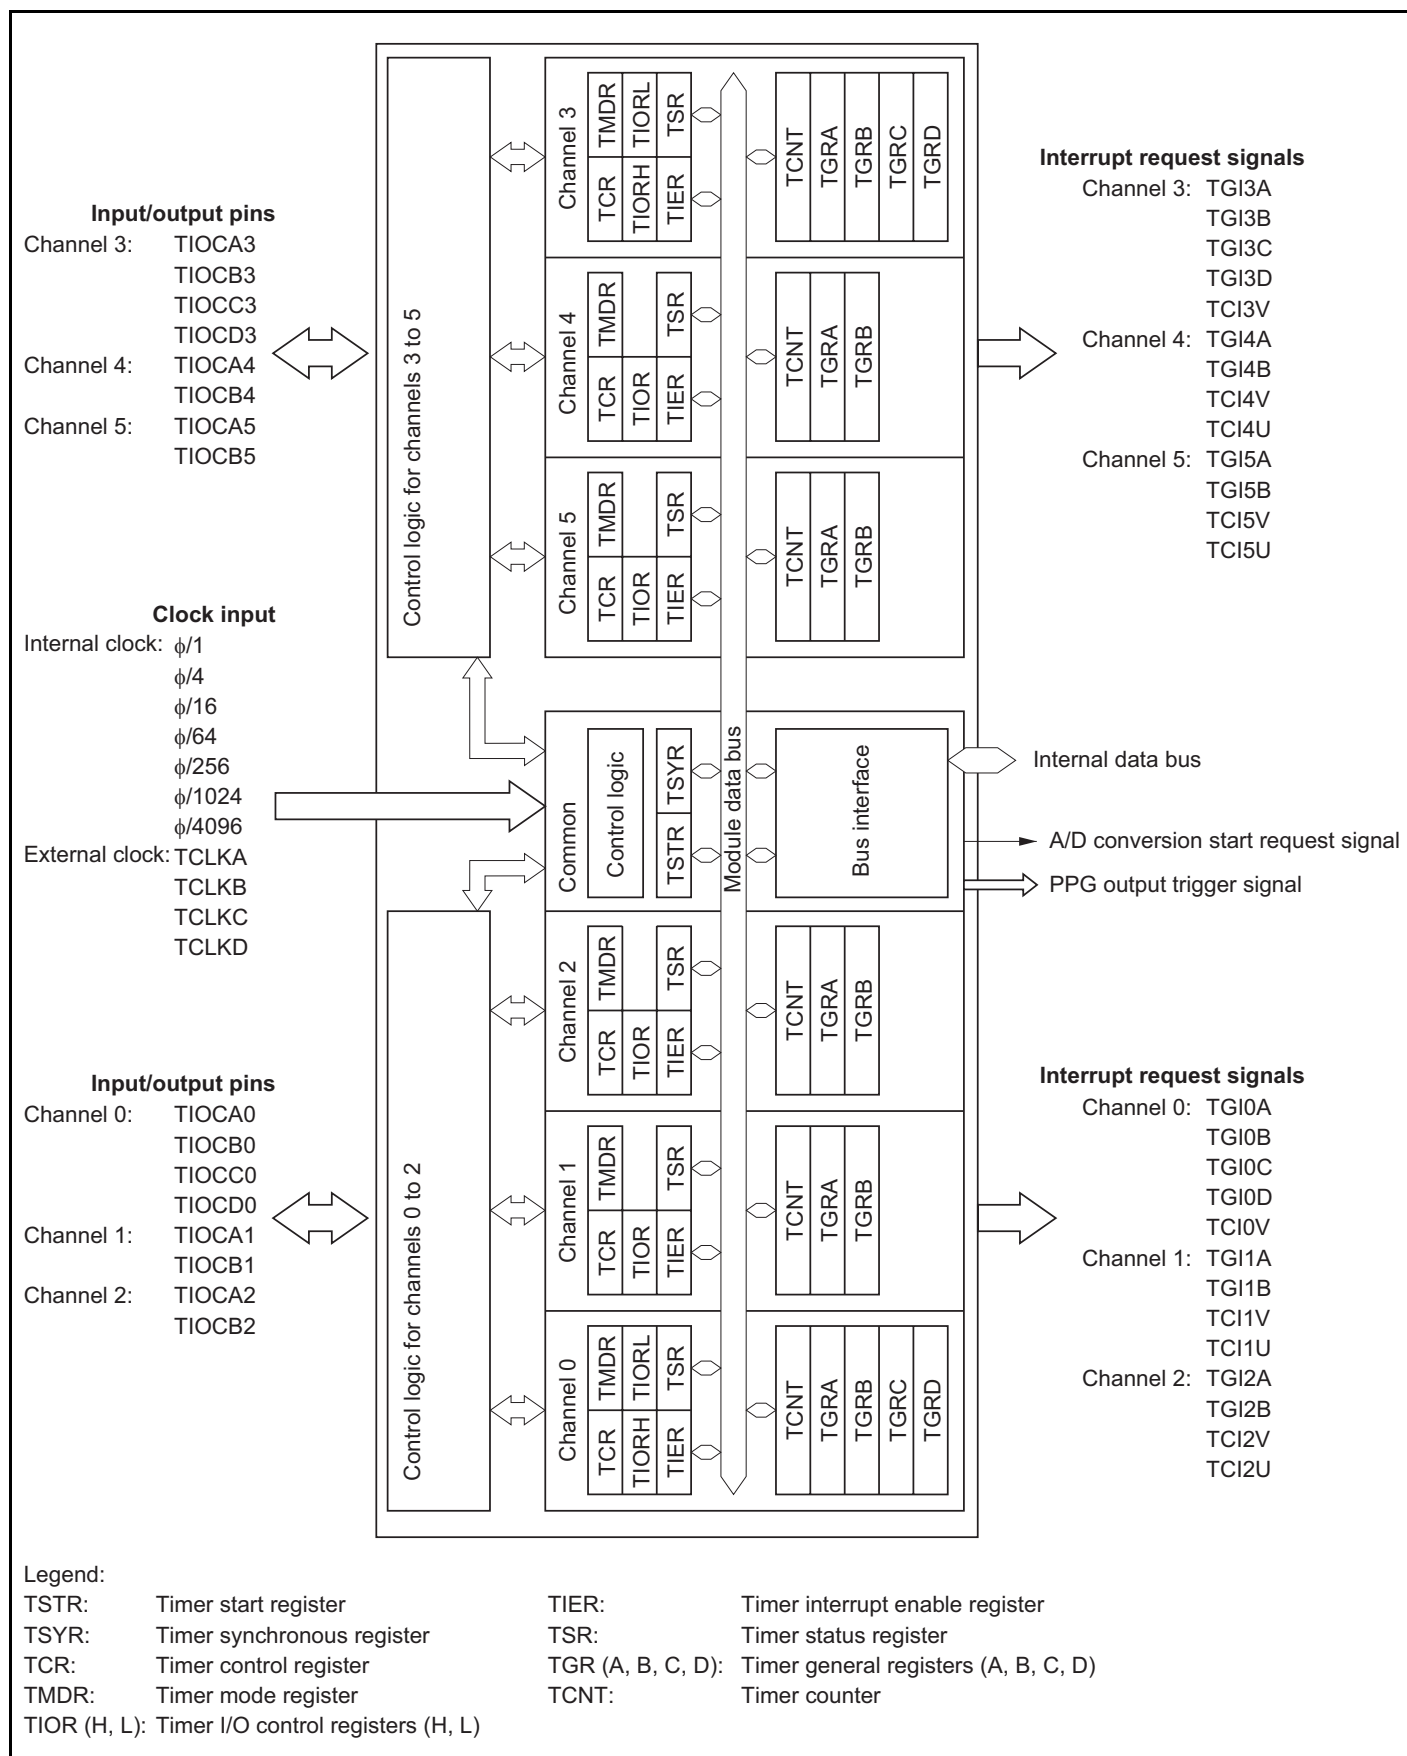 Input/output pins
Channel 3: TIOCA3
TIOCB3
TIOCC3
TIOCD3
Channel 4: TIOCA4
TIOCB4
Channel 5: TIOCA5
TIOCB5
Clock input
Internal clock: ϕ/1
ϕ/4
ϕ/16
ϕ/64
ϕ/256
ϕ/1024
ϕ/4096
External clock: TCLKA
TCLKB
TCLKC
TCLKD
Input/output pins
Channel 0: TIOCA0
TIOCB0
TIOCC0
TIOCD0
Channel 1: TIOCA1
TIOCB1
Channel 2: TIOCA2
TIOCB2
Control logic for channels 3 to 5
Control logic for channels 0 to 2
Channel 3
TCR TMDR
TIORH TIORL
TIER TSR
TCNT
TGRA
TGRB
TGRC
TGRD
Channel 4
TCR TMDR
TIOR
TIER TSR
TCNT
TGRA
TGRB
Channel 5
TCR TMDR
TIOR
TIER TSR
TCNT
TGRA
TGRB
Common
Control logic
TSTR TSYR
Module data bus
Bus interface
Channel 2
TCR TMDR
TIOR
TIER TSR
TCNT
TGRA
TGRB
Channel 1
TCR TMDR
TIOR
TIER TSR
TCNT
TGRA
TGRB
Channel 0
TCR TMDR
TIORH TIORL
TIER TSR
TCNT
TGRA
TGRB
TGRC
TGRD
Interrupt request signals
Channel 3: TGI3A
TGI3B
TGI3C
TGI3D
TCI3V
Channel 4: TGI4A
TGI4B
TCI4V
TCI4U
Channel 5: TGI5A
TGI5B
TCI5V
TCI5U
Internal data bus
A/D conversion start request signal
PPG output trigger signal
Interrupt request signals
Channel 0: TGI0A
TGI0B
TGI0C
TGI0D
TCI0V
Channel 1: TGI1A
TGI1B
TCI1V
TCI1U
Channel 2: TGI2A
TGI2B
TCI2V
TCI2U
Legend:
TSTR: Timer start register
TSYR: Timer synchronous register
TCR: Timer control register
TMDR: Timer mode register
TIOR (H, L): Timer I/O control registers (H, L)
TIER: Timer interrupt enable register
TSR: Timer status register
TGR (A, B, C, D): Timer general registers (A, B, C, D)
TCNT: Timer counter